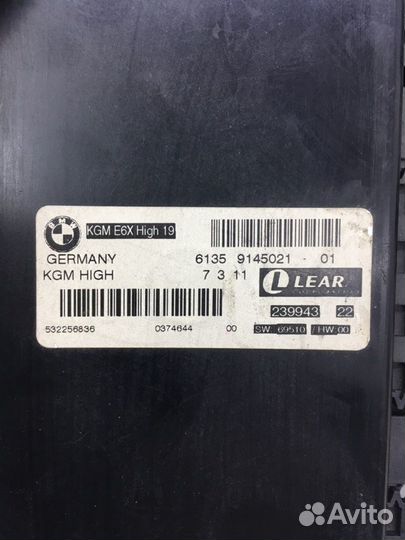 BMW
KGM E6X High 19
GERMANY 6135 9145021 - 01
KGM HIGH 7 3 11 LEAR
239943 22
532256836 0374644 00 SW 69510 / HW 00
Avito